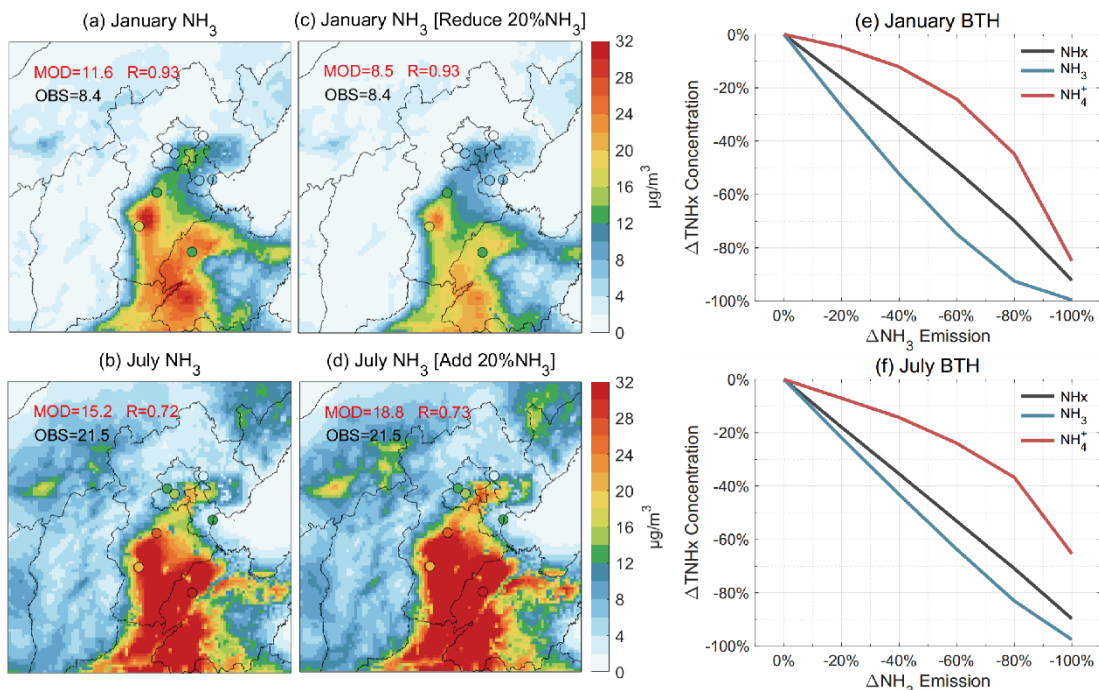 (a) January NH₃
MOD=11.6 R=0.93
OBS=8.4
(c) January NH₃ [Reduce 20%NH₃]
MOD=8.5 R=0.93
OBS=8.4
32
28
24
20
16
12
8
4
0
µg/m³
(e) January BTH
NHx
NH₃
NH₄⁺
0%
-20%
-40%
-60%
-80%
-100%
ΔTNHx Concentration
0% -20% -40% -60% -80% -100%
ΔNH₃ Emission
(b) July NH₃
MOD=15.2 R=0.72
OBS=21.5
(d) July NH₃ [Add 20%NH₃]
MOD=18.8 R=0.73
OBS=21.5
32
28
24
20
16
12
8
4
0
µg/m³
(f) July BTH
NHx
NH₃
NH₄⁺
0%
-20%
-40%
-60%
-80%
-100%
ΔTNHx Concentration
0% -20% -40% -60% -80% -100%
ΔNH₃ Emission